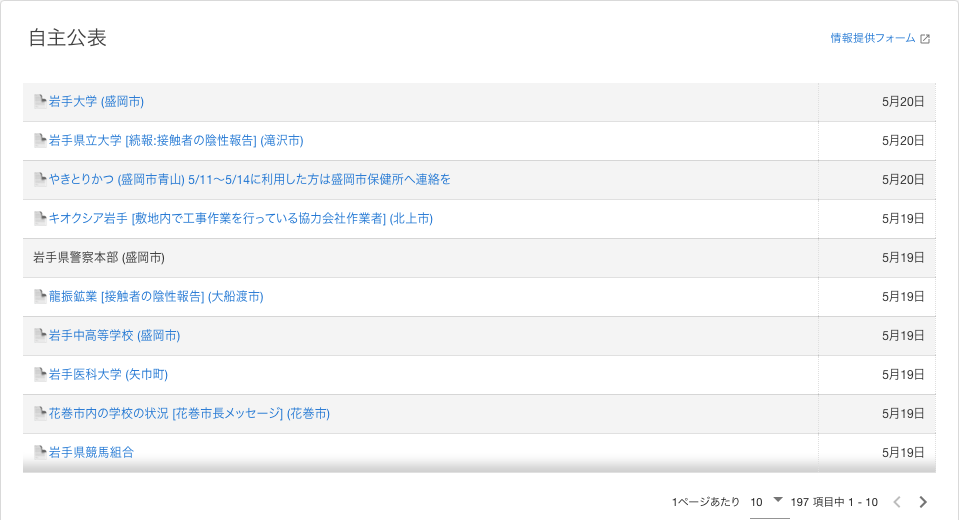 自主公表
情報提供フォーム
岩手大学 (盛岡市) 5月20日
岩手県立大学 [続報:接触者の陰性報告] (滝沢市) 5月20日
やきとりかつ (盛岡市青山) 5/11〜5/14に利用した方は盛岡市保健所へ連絡を 5月20日
キオクシア岩手 [敷地内で工事作業を行っている協力会社作業者] (北上市) 5月19日
岩手県警察本部 (盛岡市) 5月19日
龍振鉱業 [接触者の陰性報告] (大船渡市) 5月19日
岩手中高等学校 (盛岡市) 5月19日
岩手医科大学 (矢巾町) 5月19日
花巻市内の学校の状況 [花巻市長メッセージ] (花巻市) 5月19日
岩手県競馬組合 5月19日
1ページあたり 10 197 項目中 1 - 10